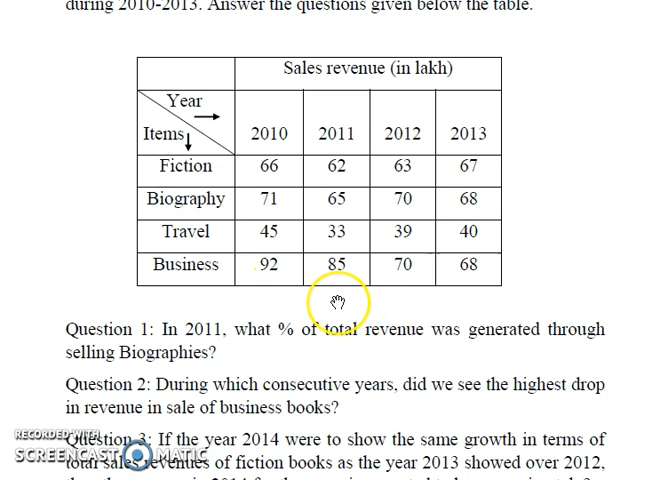 during 2010-2013. Answer the questions given below the table.
Sales revenue (in lakh)
Year
Items
2010 2011 2012 2013
Fiction 66 62 63 67
Biography 71 65 70 68
Travel 45 33 39 40
Business 92 85 70 68
Question 1: In 2011, what % of total revenue was generated through
selling Biographies?
Question 2: During which consecutive years, did we see the highest drop
in revenue in sale of business books?
RECORDED WITH
Question 3: If the year 2014 were to show the same growth in terms of
SCREENCAST MATIC
total sales revenues of fiction books as the year 2013 showed over 2012,